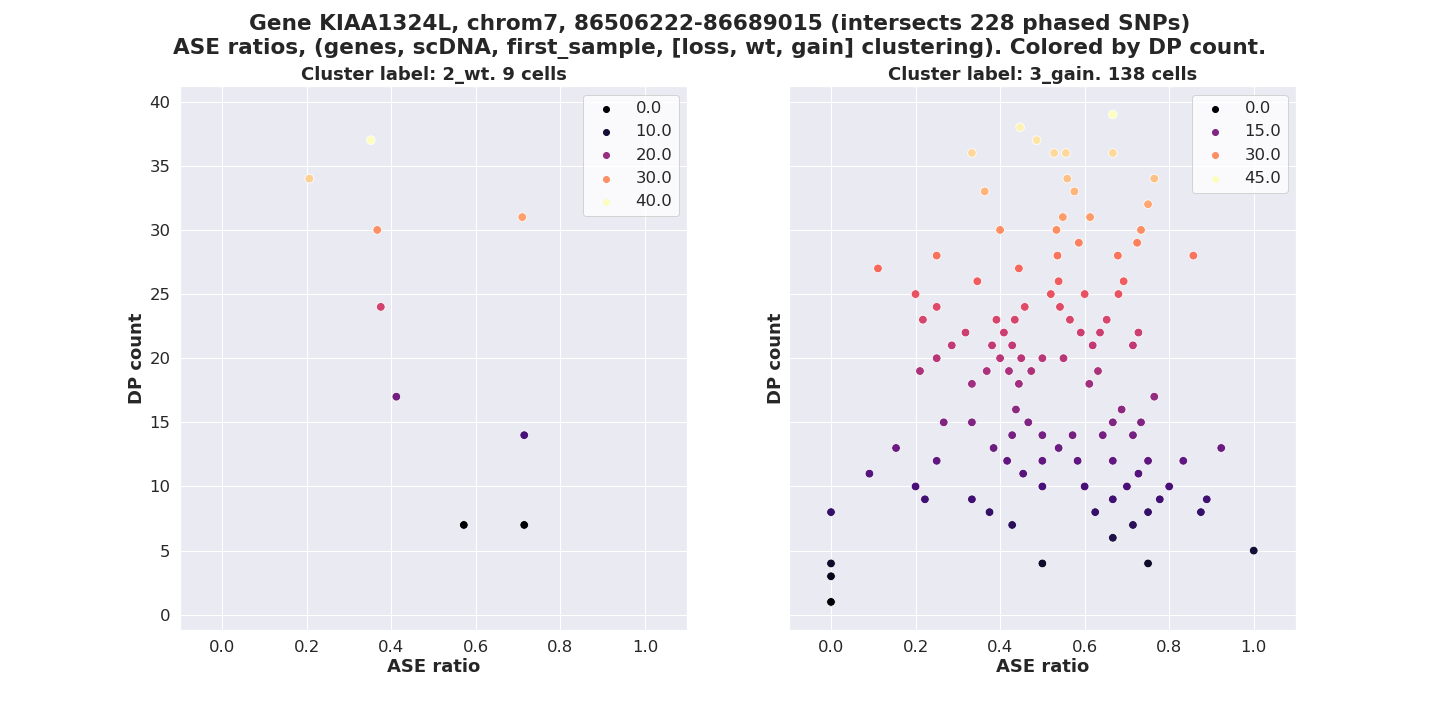 Gene KIAA1324L, chrom7, 86506222-86689015 (intersects 228 phased SNPs)
ASE ratios, (genes, scDNA, first_sample, [loss, wt, gain] clustering). Colored by DP count.
Cluster label: 2_wt. 9 cells
0.0
10.0
20.0
30.0
40.0
40
35
30
25
20
15
10
5
0
DP count
0.0 0.2 0.4 0.6 0.8 1.0
ASE ratio
Cluster label: 3_gain. 138 cells
0.0
15.0
30.0
45.0
DP count
0.0 0.2 0.4 0.6 0.8 1.0
ASE ratio